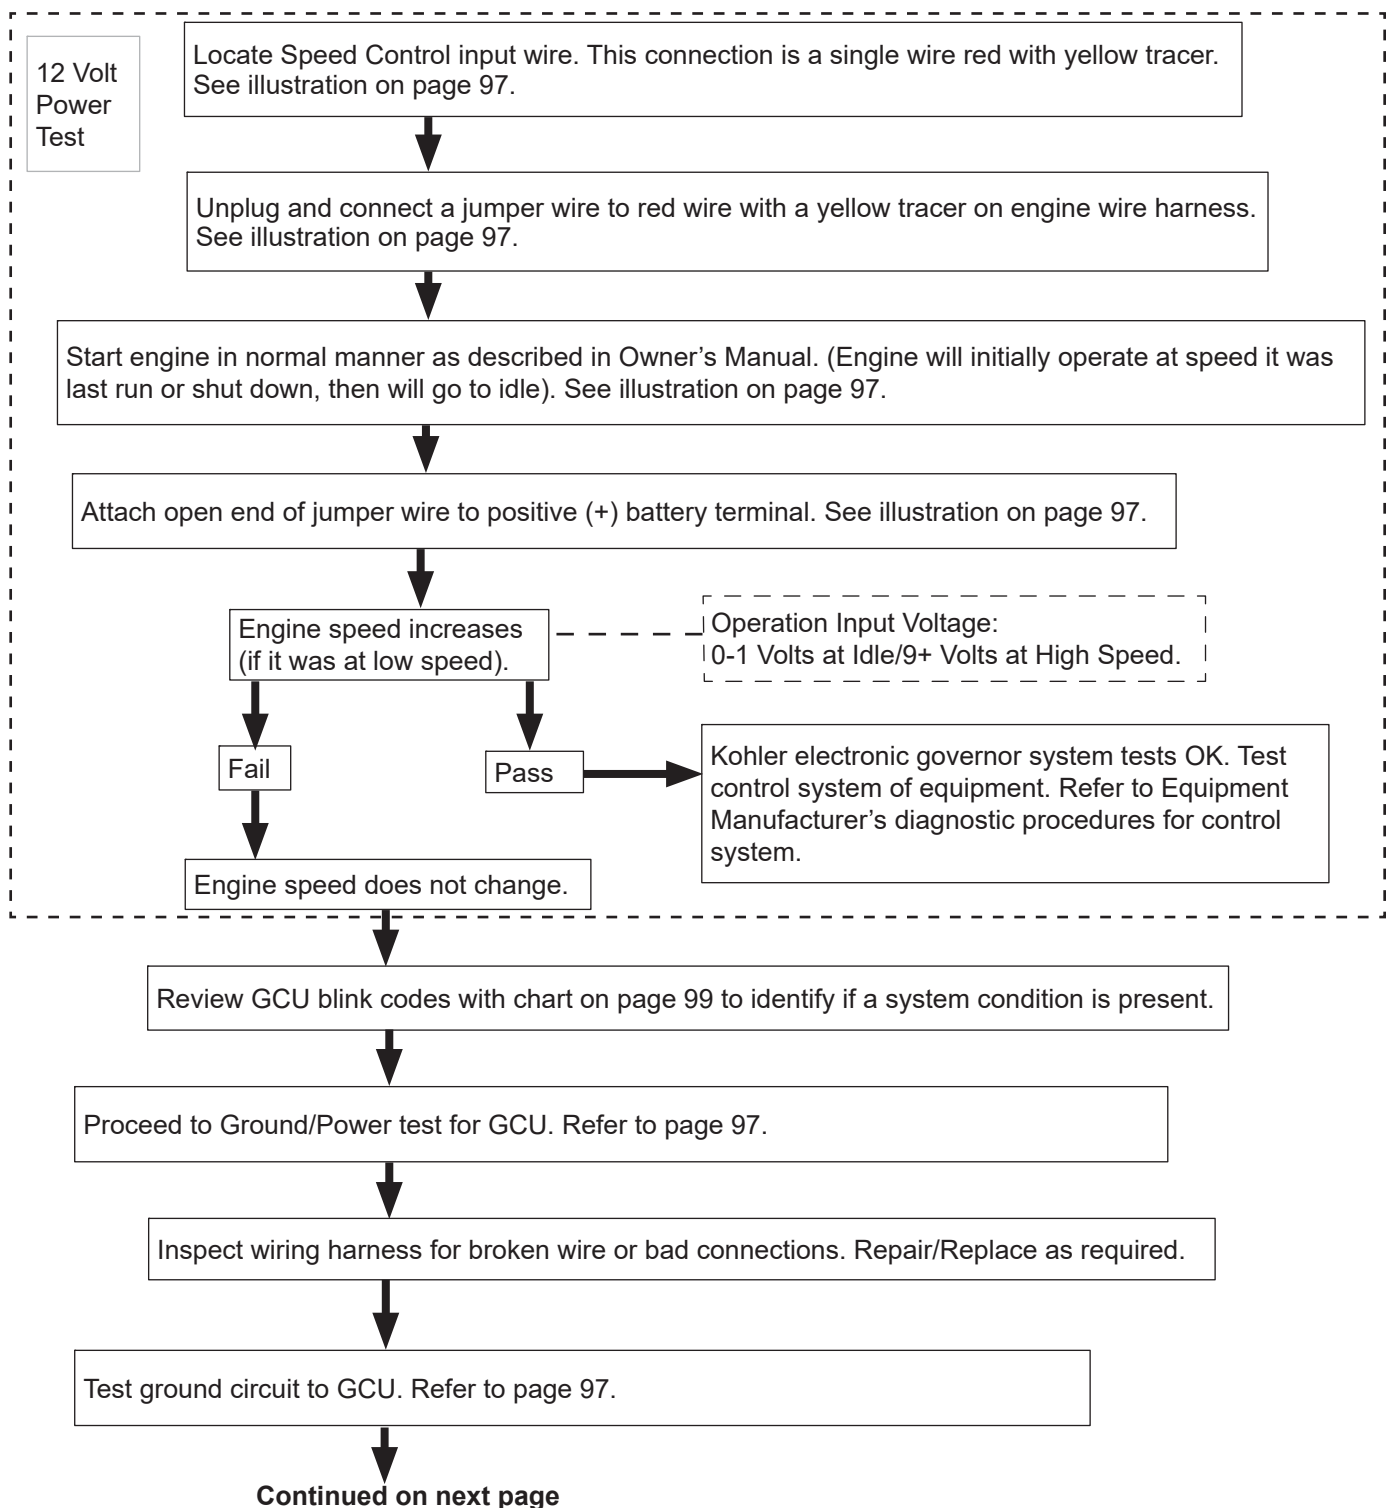 12 Volt
Power
Test
Locate Speed Control input wire. This connection is a single wire red with yellow tracer.
See illustration on page 97.
Unplug and connect a jumper wire to red wire with a yellow tracer on engine wire harness.
See illustration on page 97.
Start engine in normal manner as described in Owner’s Manual. (Engine will initially operate at speed it was
last run or shut down, then will go to idle). See illustration on page 97.
Attach open end of jumper wire to positive (+) battery terminal. See illustration on page 97.
Engine speed increases
(if it was at low speed).
Operation Input Voltage:
0-1 Volts at Idle/9+ Volts at High Speed.
Fail
Pass
Kohler electronic governor system tests OK. Test
control system of equipment. Refer to Equipment
Manufacturer’s diagnostic procedures for control
system.
Engine speed does not change.
Review GCU blink codes with chart on page 99 to identify if a system condition is present.
Proceed to Ground/Power test for GCU. Refer to page 97.
Inspect wiring harness for broken wire or bad connections. Repair/Replace as required.
Test ground circuit to GCU. Refer to page 97.
Continued on next page